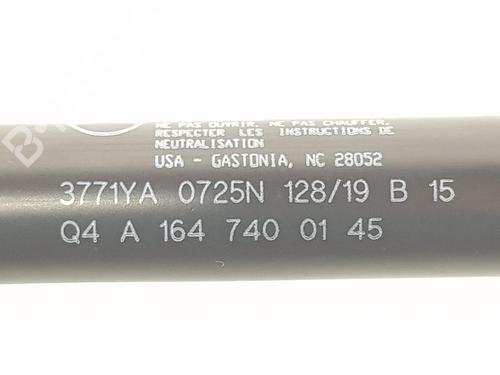 NE PAS OUVRIR, NE PAS CHAUFFER.
RESPECTER LES INSTRUCTIONS DE
NEUTRALISATION
USA - GASTONIA, NC 28052
3771YA 0725N 128/19 B 15
Q4 A 164 740 01 45